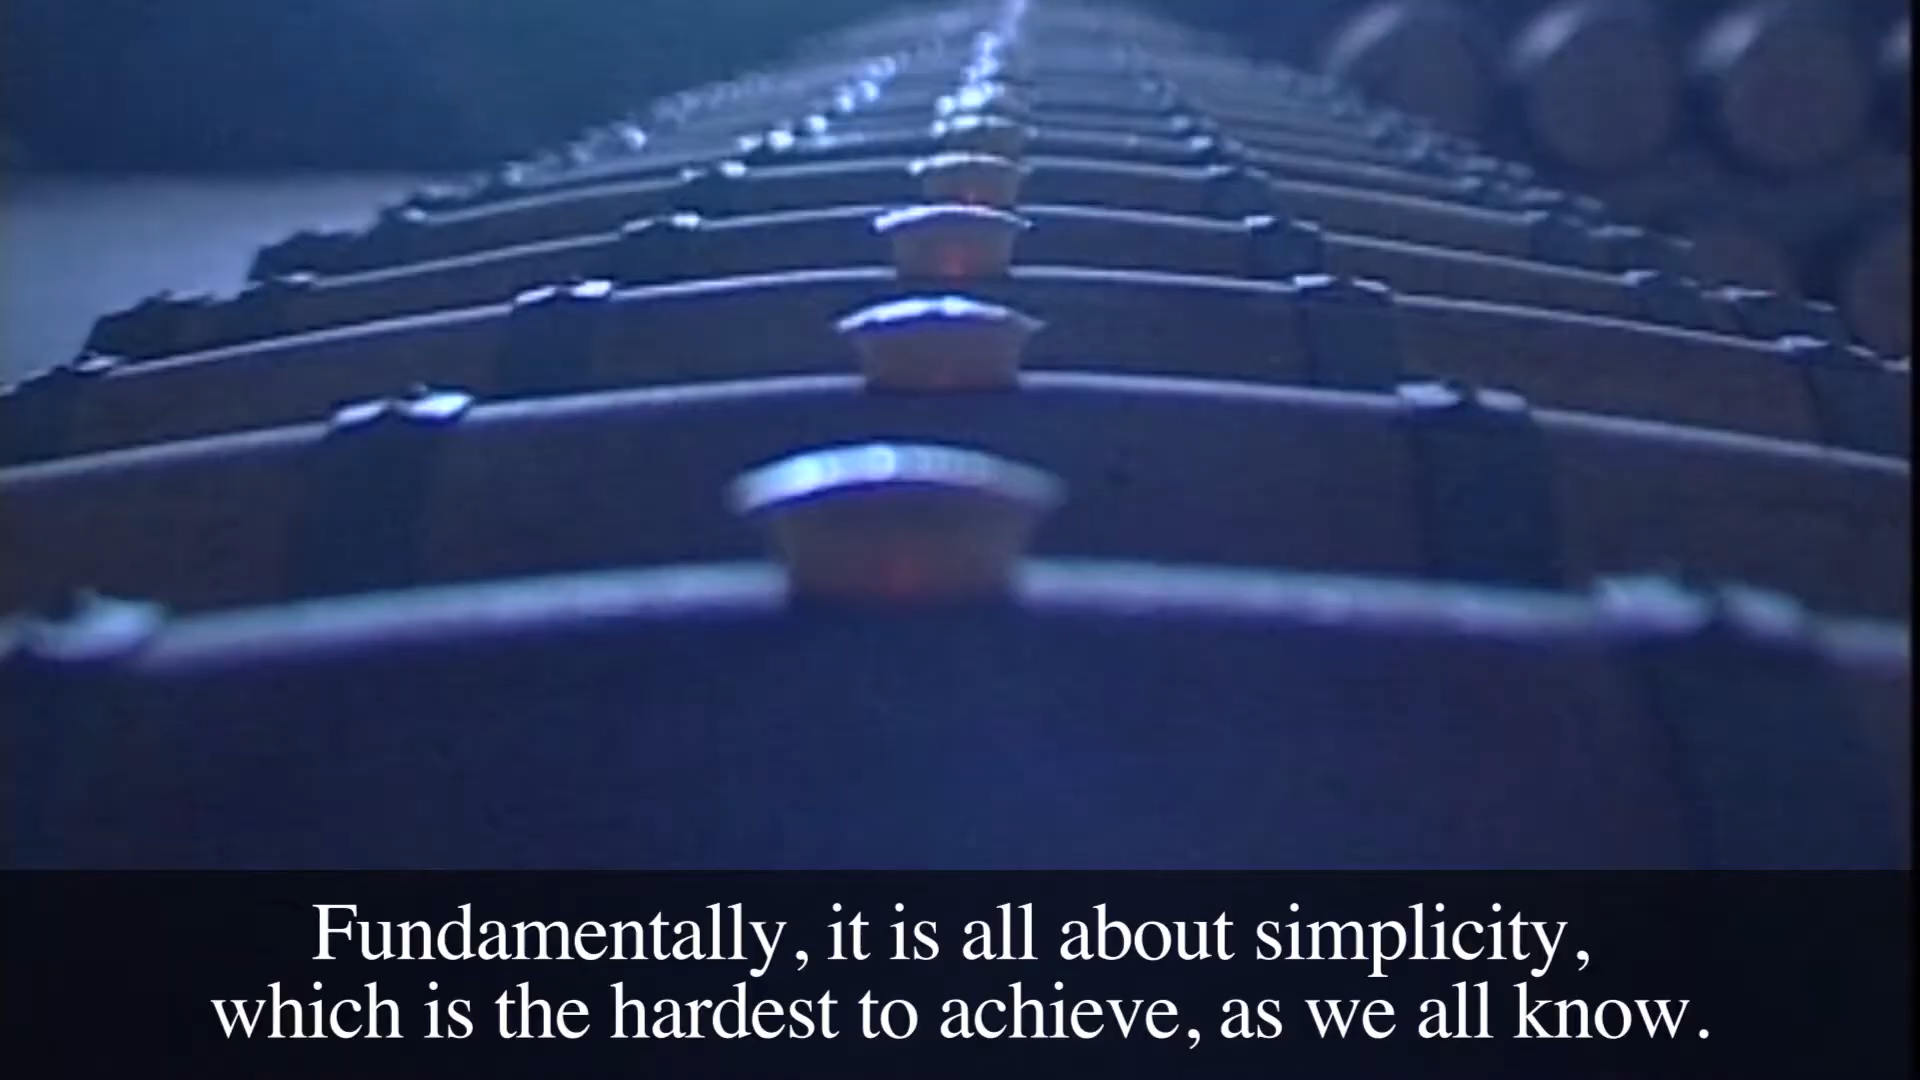 Fundamentally, it is all about simplicity,
which is the hardest to achieve, as we all know.